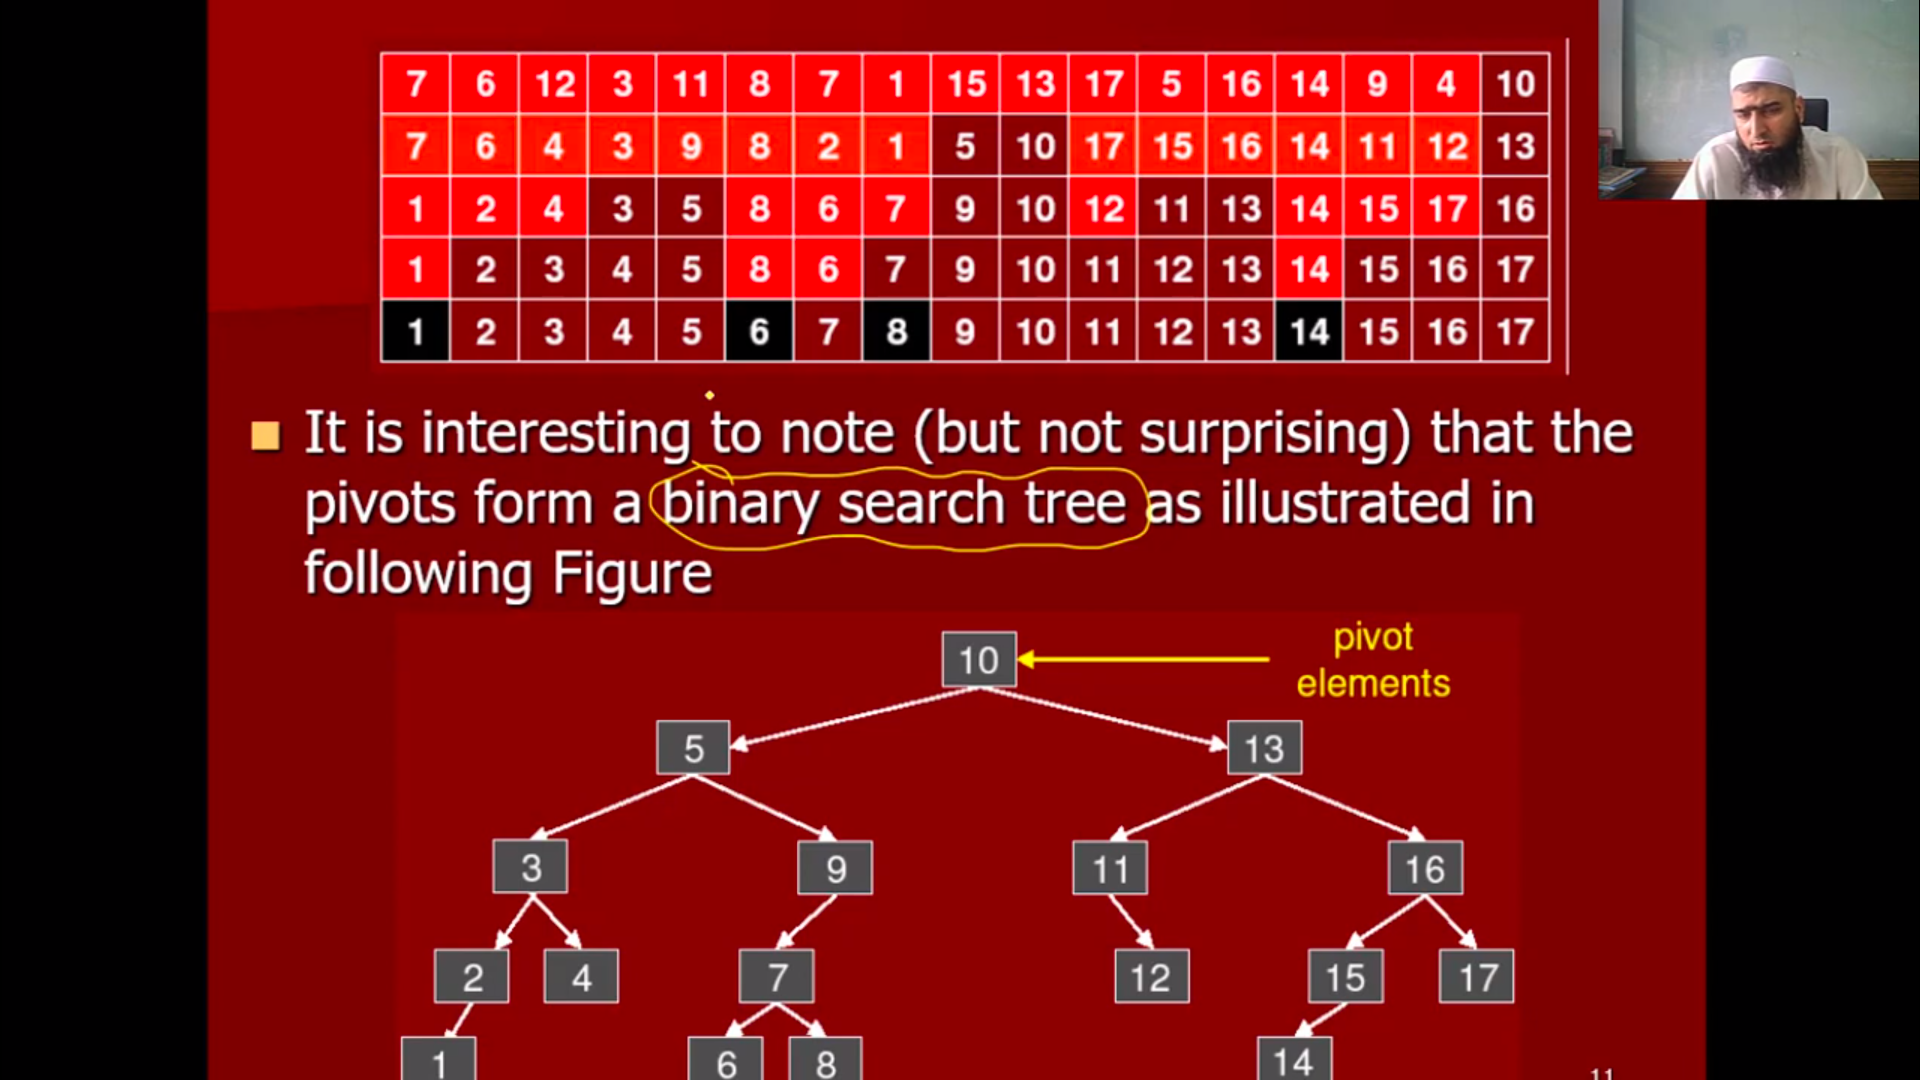 7 6 12 3 11 8 7 1 15 13 17 5 16 14 9 4 10
7 6 4 3 9 8 2 1 5 10 17 15 16 14 11 12 13
1 2 4 3 5 8 6 7 9 10 12 11 13 14 15 17 16
1 2 3 4 5 8 6 7 9 10 11 12 13 14 15 16 17
1 2 3 4 5 6 7 8 9 10 11 12 13 14 15 16 17
It is interesting to note (but not surprising) that the
pivots form a binary search tree as illustrated in
following Figure
pivot
elements
10
5 13
3 9 11 16
2 4 7 12 15 17
1 6 8 14
11